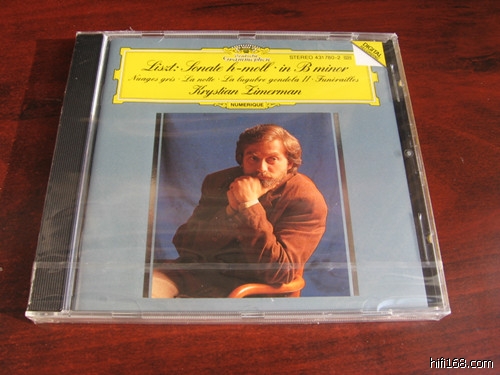 Deutsche
Grammophon
STEREO 431 780-2
DIGITAL
Liszt: Sonate h-moll · in B minor
Nuages gris · La notte · La lugubre gondola II · Funérailles
Krystian Zimerman
NUMERIQUE
hifi168.com